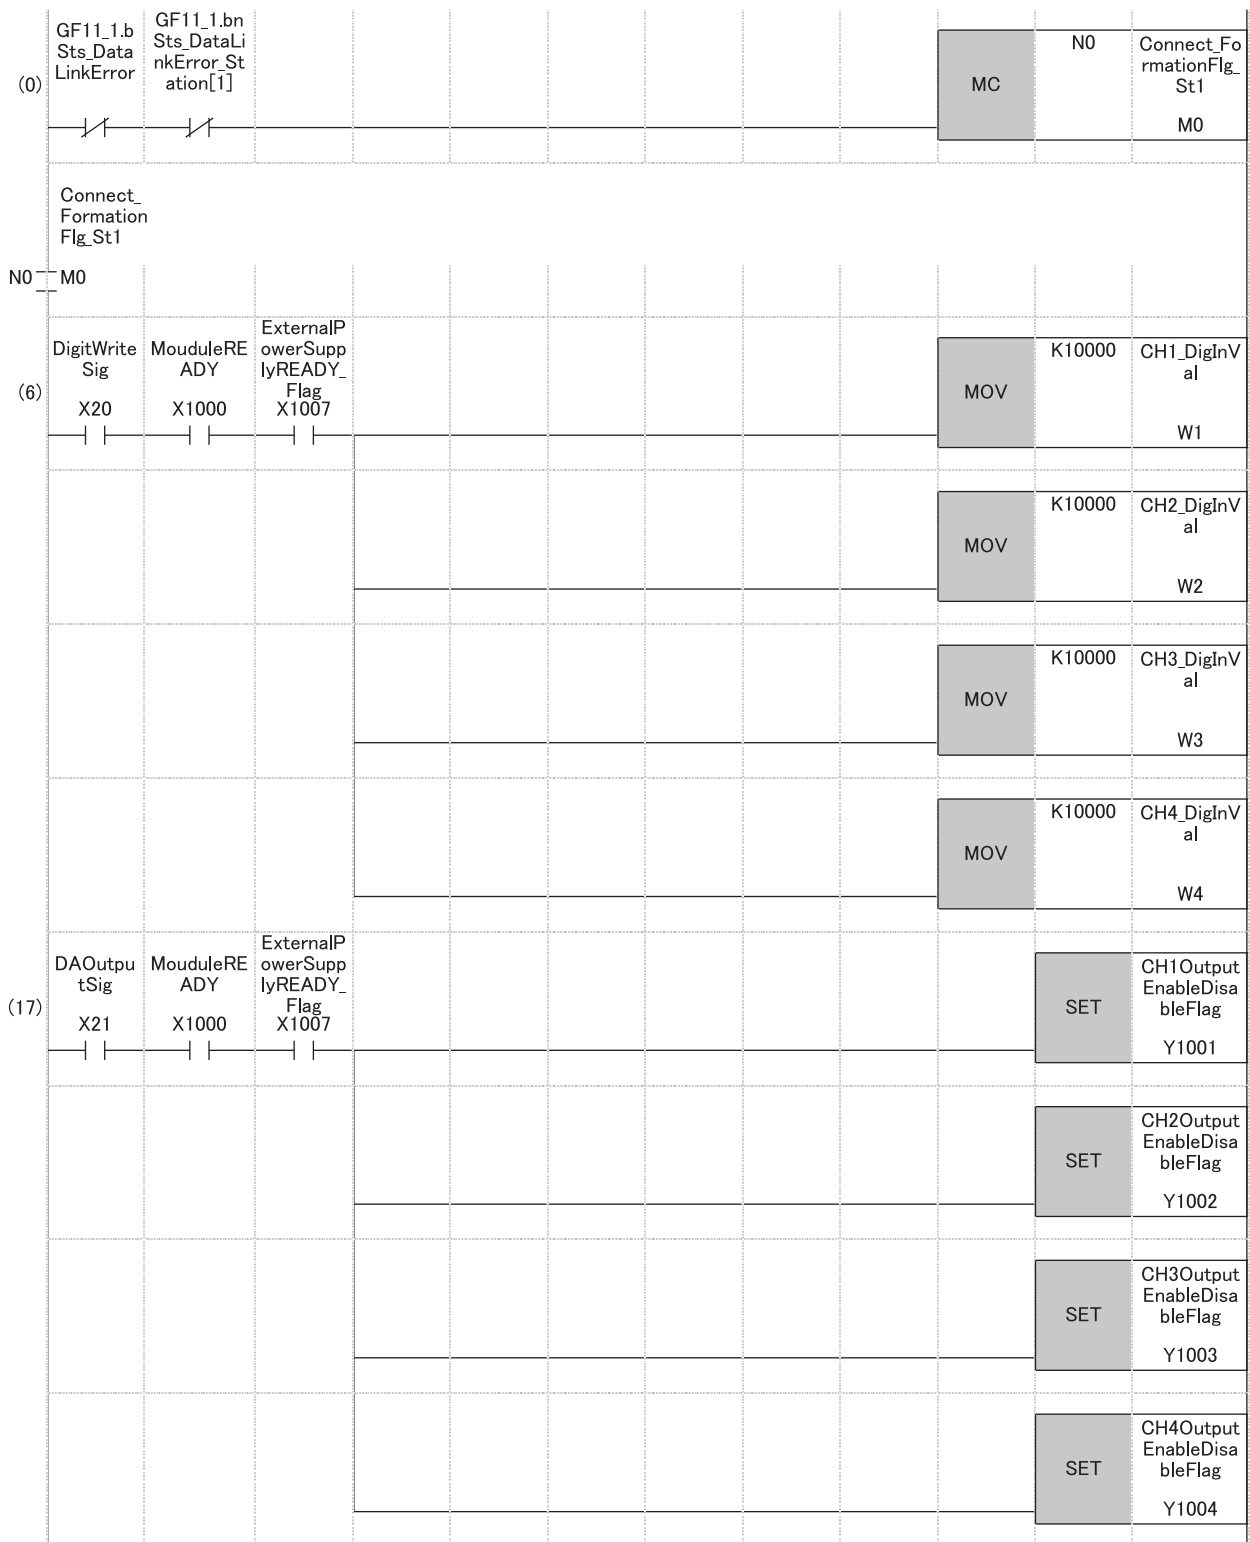 (0)
GF11_1.b
Sts_Data
LinkError
GF11_1.bn
Sts_DataLi
nkError_St
ation[1]
MC
N0
Connect_Fo
rmationFlg_
St1
M0
Connect_
Formation
Flg_St1
N0
M0
(6)
DigitWrite
Sig
X20
MouduleRE
ADY
X1000
ExternalP
owerSupp
lyREADY_
Flag
X1007
MOV
K10000
CH1_DigInV
al
W1
MOV
K10000
CH2_DigInV
al
W2
MOV
K10000
CH3_DigInV
al
W3
MOV
K10000
CH4_DigInV
al
W4
(17)
DAOutpu
tSig
X21
MouduleRE
ADY
X1000
ExternalP
owerSupp
lyREADY_
Flag
X1007
SET
CH1Output
EnableDisa
bleFlag
Y1001
SET
CH2Output
EnableDisa
bleFlag
Y1002
SET
CH3Output
EnableDisa
bleFlag
Y1003
SET
CH4Output
EnableDisa
bleFlag
Y1004